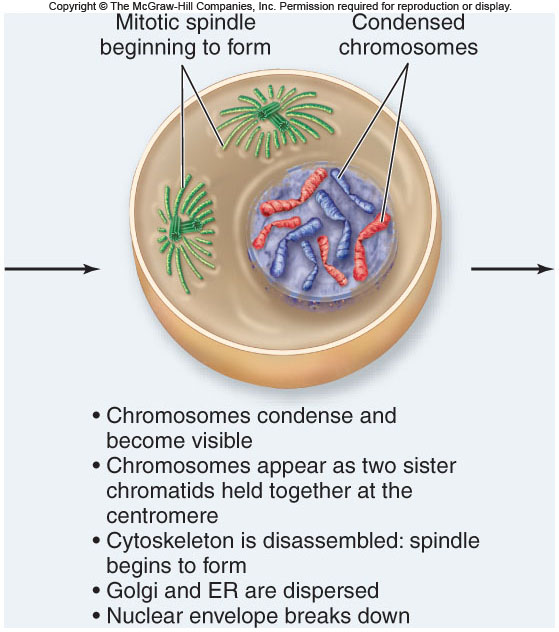 Copyright © The McGraw-Hill Companies, Inc. Permission required for reproduction or display.
Mitotic spindle
beginning to form
Condensed
chromosomes
• Chromosomes condense and
become visible
• Chromosomes appear as two sister
chromatids held together at the
centromere
• Cytoskeleton is disassembled: spindle
begins to form
• Golgi and ER are dispersed
• Nuclear envelope breaks down